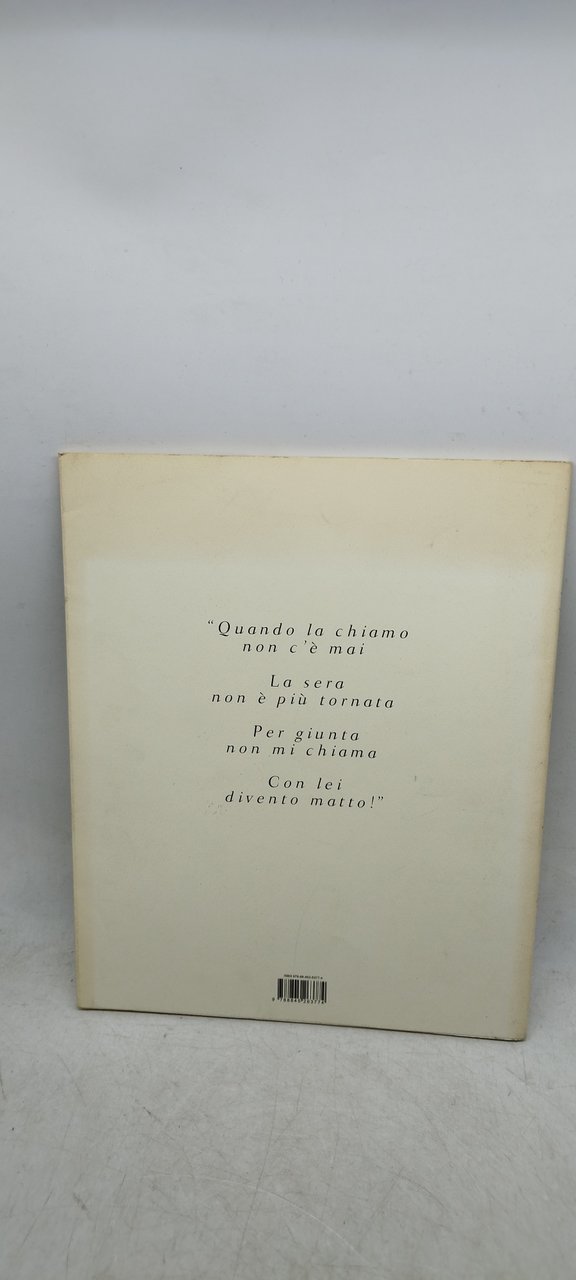 “Quando la chiamo
non c'è mai
La sera
non è più tornata
Per giunta
non mi chiama
Con lei
divento matto!”